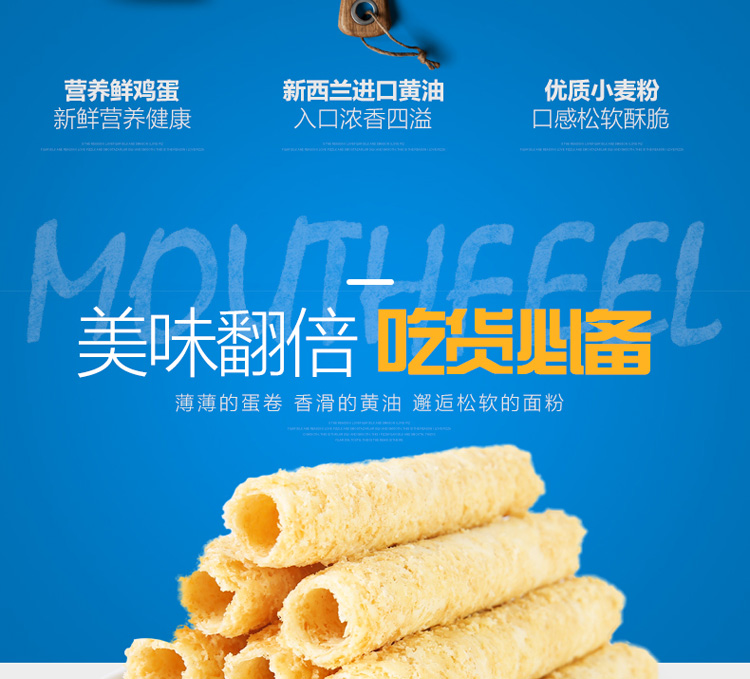 营养鲜鸡蛋
新鲜营养健康
新西兰进口黄油
入口浓香四溢
优质小麦粉
口感松软酥脆
MOUTHFEEL
美味翻倍 吃货必备
薄薄的蛋卷 香滑的黄油 邂逅松软的面粉